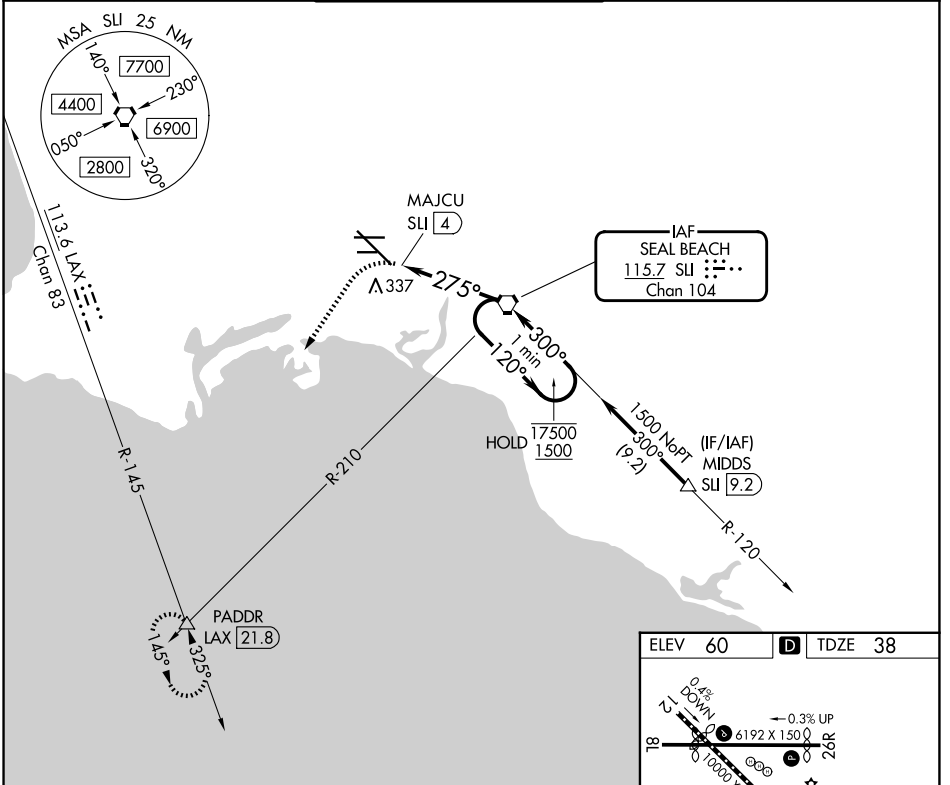 MSA SLI 25 NM
140°
7700
230°
4400
6900
050°
2800
320°
113.6 LAX
Chan 83
MAJCU
SLI 4
337
275°
IAF
SEAL BEACH
115.7 SLI
Chan 104
300°
1 min
120°
HOLD
17500
1500
1500 NoPT
300°
(9.2)
(IF/IAF)
MIDDS
SLI 9.2
R-120
R-145
R-210
PADDR
LAX 21.8
145°
325°
ELEV 60 D TDZE 38
0.4%
DOWN
12
0.3% UP
P
6192 X 150
8L
26R
P
H H H
10000 X